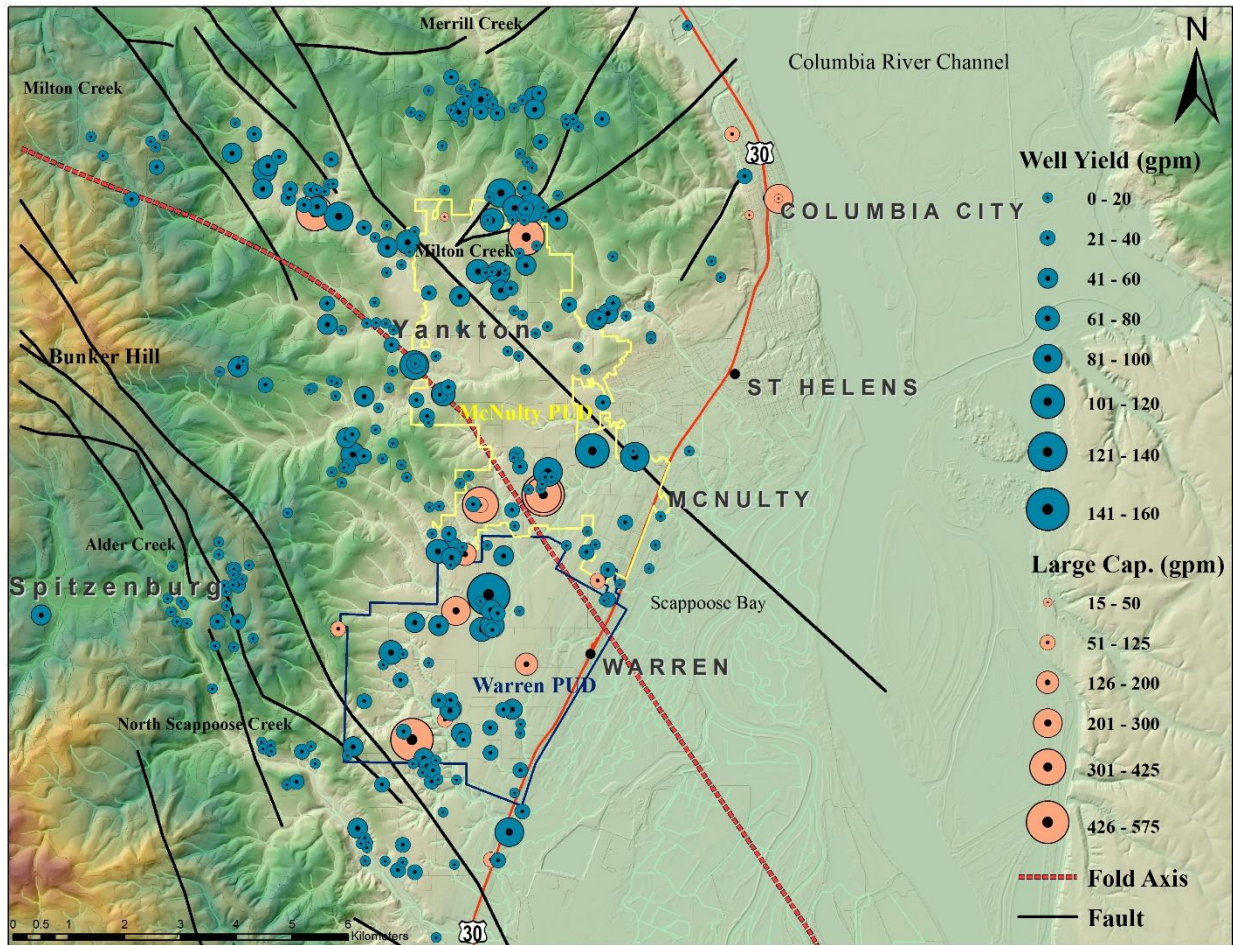 Merrill Creek
N
Columbia River Channel
Milton Creek
30
Well Yield (gpm)
0 - 20
COLUMBIA CITY
21 - 40
Milton Creek
41 - 60
61 - 80
Yankton
Bunker Hill
81 - 100
ST HELENS
101 - 120
McNulty PUD
121 - 140
MCNULTY
141 - 160
Alder Creek
Large Cap. (gpm)
Spitzenburg
15 - 50
Scappoose Bay
51 - 125
WARREN
Warren PUD
126 - 200
North Scappoose Creek
201 - 300
301 - 425
426 - 575
Fold Axis
Fault
0 0.5 1 2 3 4 5 6
Kilometers
30